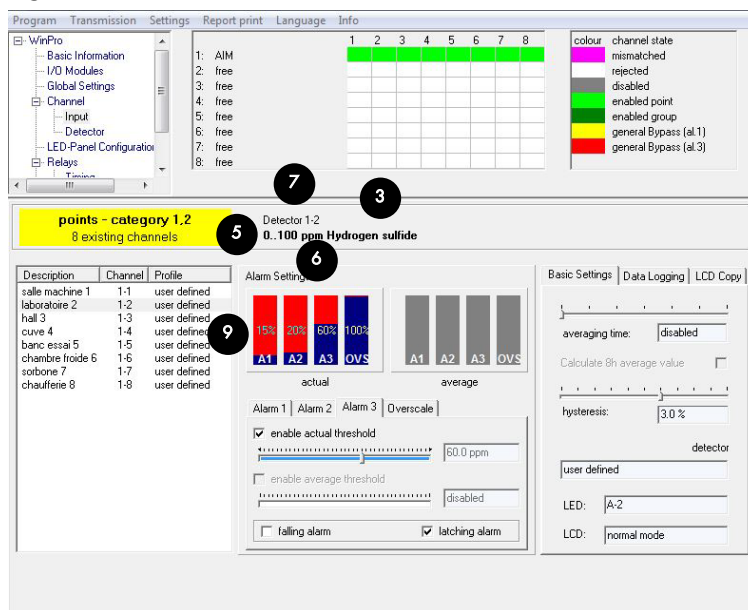 Program Transmission Settings Report print Language Info
WinPro
Basic Information
I/O Modules
Global Settings
Channel
Input
Detector
LED-Panel Configuration
Relays
Timing
1 2 3 4 5 6 7 8
1: AIM
2: free
3: free
4: free
5: free
6: free
7: free
8: free
colour channel state
mismatched
rejected
disabled
enabled point
enabled group
general Bypass (al.1)
general Bypass (al.3)
7
3
points - category 1,2
8 existing channels
5
Detector 1-2
0..100 ppm Hydrogen sulfide
6
Description Channel Profile
salle machine 1 1-1 user defined
laboratoire 2 1-2 user defined
hall 3 1-3 user defined
cuve 4 1-4 user defined
banc essai 5 1-5 user defined
chambre froide 6 1-6 user defined
sorbone 7 1-7 user defined
chaufferie 8 1-8 user defined
9
Alarm Settings
15% 20% 60% 100%
A1 A2 A3 OVS
actual
A1 A2 A3 OVS
average
Alarm 1 Alarm 2 Alarm 3 Overscale
enable actual threshold
60.0 ppm
enable average threshold
disabled
falling alarm latching alarm
Basic Settings Data Logging LCD Copy
averaging time: disabled
Calculate 8h average value
hysteresis: 3.0 %
detector
user defined
LED: A-2
LCD: normal mode